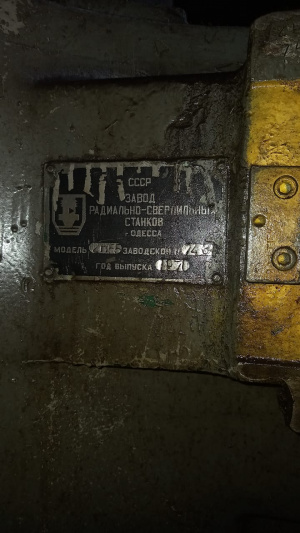 СССР
ЗАВОД
РАДИАЛЬНО-СВЕРЛИЛЬНЫХ
СТАНКОВ
- ОДЕССА
МОДЕЛЬ ЗАВОДСКОЙ №
ГОД ВЫПУСКА